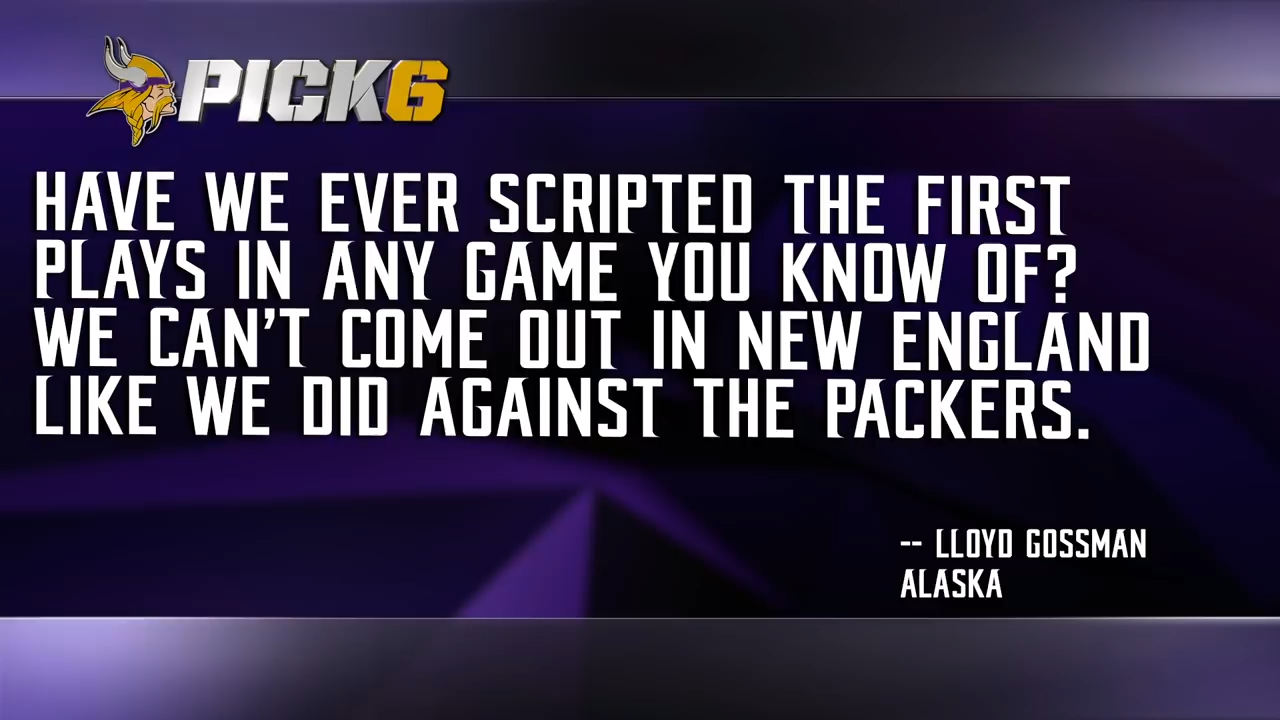 PICK6
HAVE WE EVER SCRIPTED THE FIRST
PLAYS IN ANY GAME YOU KNOW OF?
WE CAN'T COME OUT IN NEW ENGLAND
LIKE WE DID AGAINST THE PACKERS.
-- LLOYD GOSSMAN
ALASKA